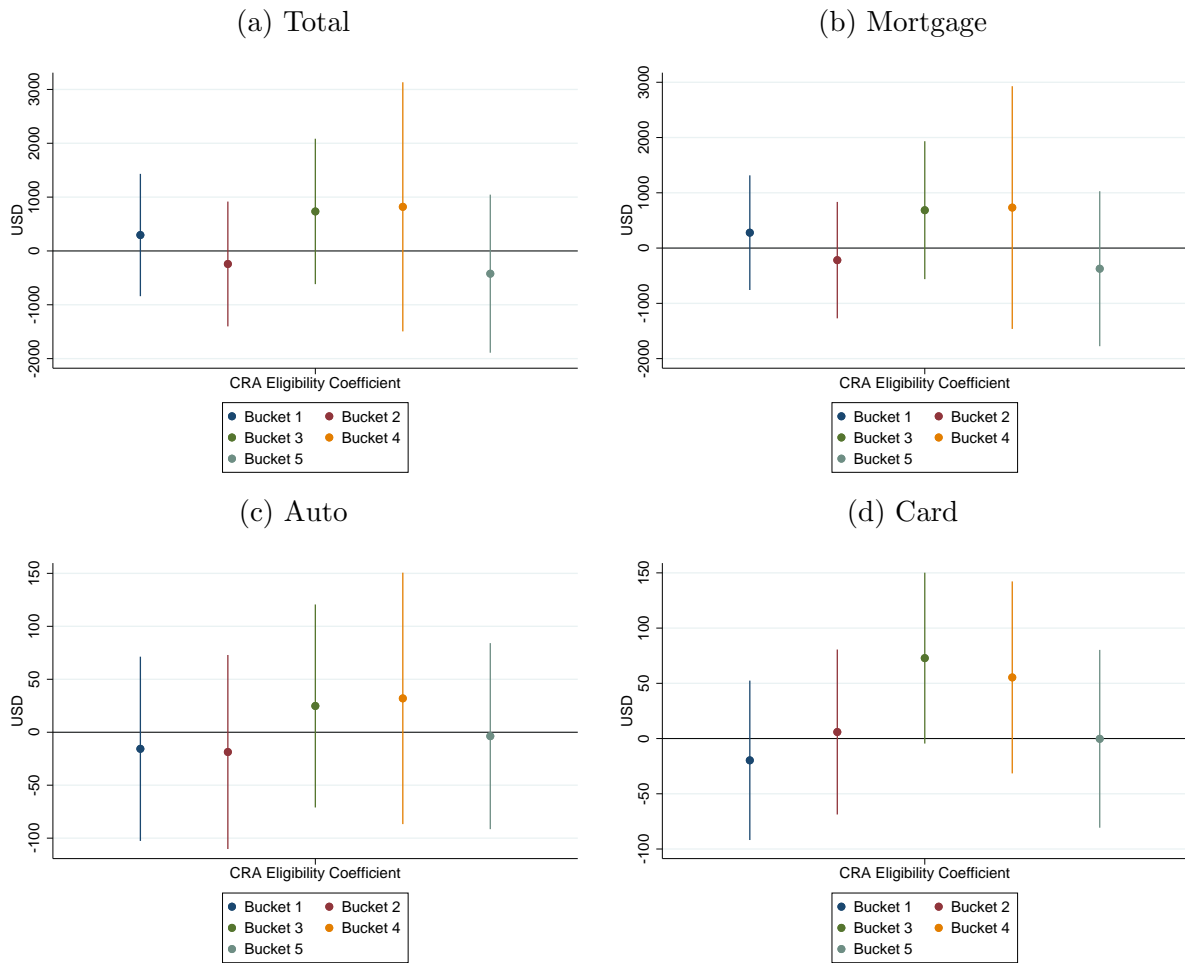 (a) Total
3000
2000
1000
0
-1000
-2000
USD
CRA Eligibility Coefficient
Bucket 1 Bucket 2
Bucket 3 Bucket 4
Bucket 5
(b) Mortgage
3000
2000
1000
0
-1000
-2000
USD
CRA Eligibility Coefficient
Bucket 1 Bucket 2
Bucket 3 Bucket 4
Bucket 5
(c) Auto
150
100
50
0
-50
-100
USD
CRA Eligibility Coefficient
Bucket 1 Bucket 2
Bucket 3 Bucket 4
Bucket 5
(d) Card
150
100
50
0
-50
-100
USD
CRA Eligibility Coefficient
Bucket 1 Bucket 2
Bucket 3 Bucket 4
Bucket 5